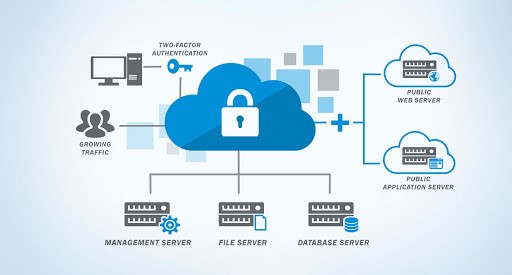 TWO-FACTOR
AUTHENTICATION
GROWING
TRAFFIC
PUBLIC
WEB SERVER
PUBLIC
APPLICATION SERVER
MANAGEMENT SERVER
FILE SERVER
DATABASE SERVER